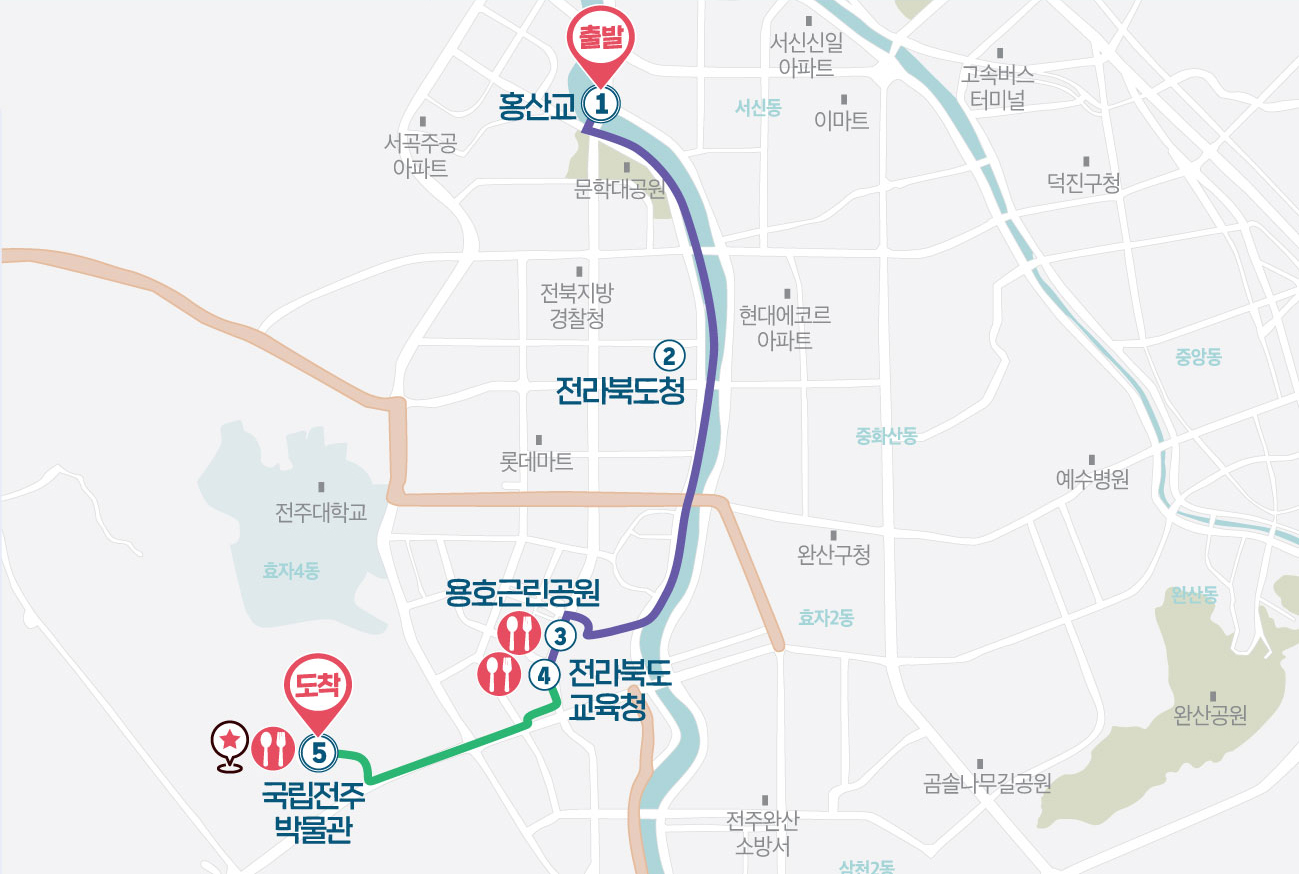 출발
서신신일
아파트
고속버스
터미널
홍산교
1
서신동
이마트
서곡주공
아파트
문학대공원
덕진구청
전북지방
경찰청
현대에코르
아파트
2
전라북도청
중앙동
중화산동
롯데마트
예수병원
전주대학교
완산구청
효자4동
용호근린공원
3
완산동
효자2동
4
전라북도
교육청
도착
5
국립전주
박물관
완산공원
곰솔나무길공원
전주완산
소방서
삼천2동